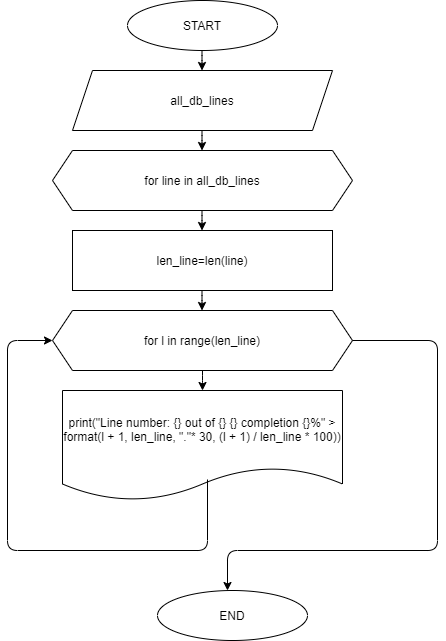 START
all_db_lines
for line in all_db_lines
len_line=len(line)
for I in range(len_line)
print("Line number: {} out of {} {} completion {}%" >
format(I + 1, len_line, "."* 30, (I + 1) / len_line * 100))
END